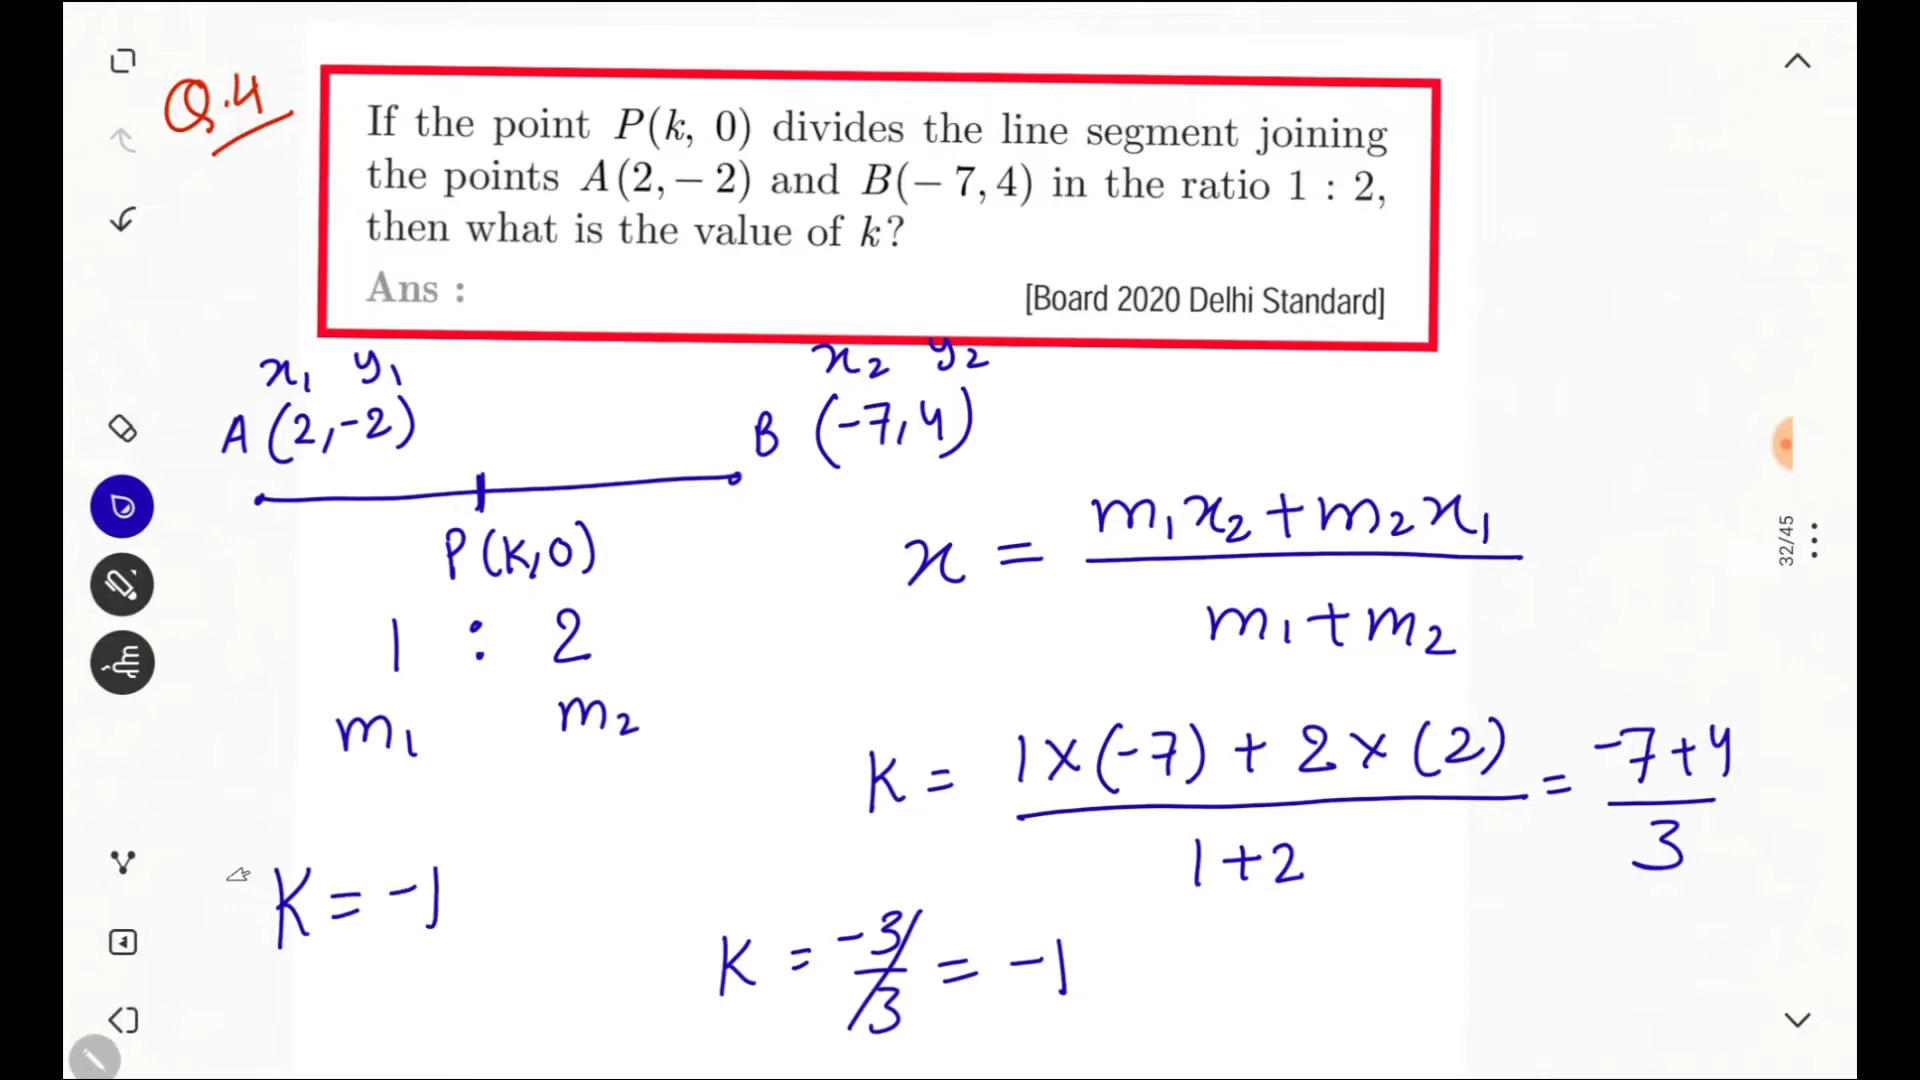 Q.4
If the point P(k, 0) divides the line segment joining
the points A(2, – 2) and B(– 7, 4) in the ratio 1 : 2,
then what is the value of k?
Ans :
[Board 2020 Delhi Standard]
x₁ y₁
x₂ y₂
A (2,-2)
B (-7,4)
P (K,0)
1 : 2
m₁ m₂
x = m₁x₂+m₂x₁
m₁+m₂
K = 1×(-7) + 2×(2) = -7+4
1+2 3
K = -3/3 = -1
K = -1
32/45